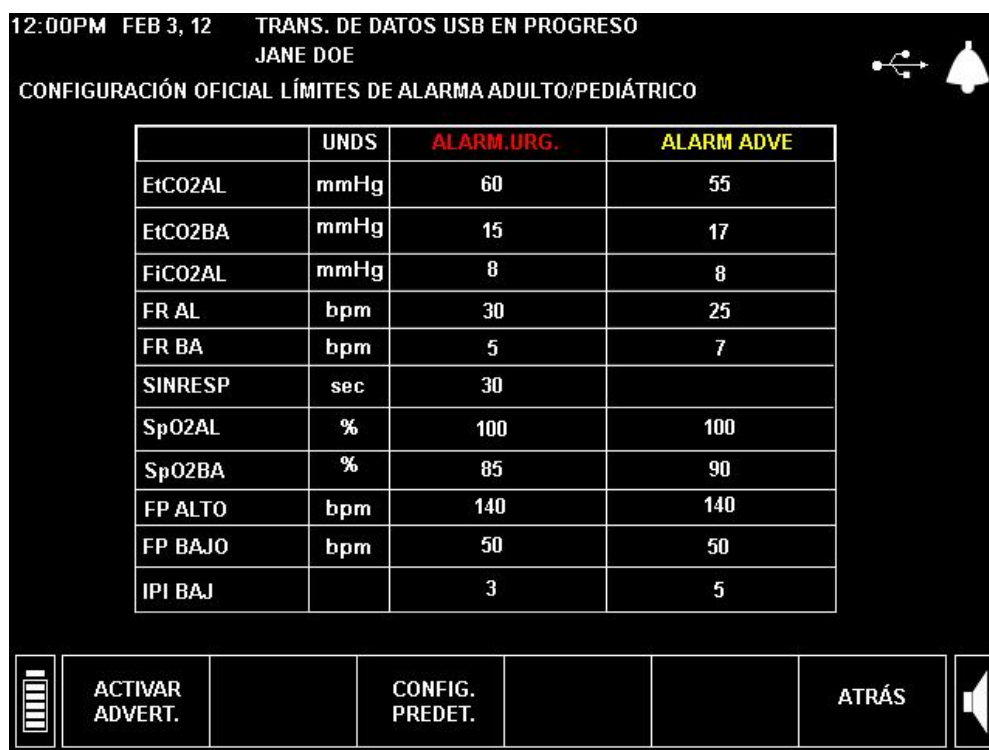 12:00PM FEB 3, 12 TRANS. DE DATOS USB EN PROGRESO
JANE DOE
CONFIGURACIÓN OFICIAL LÍMITES DE ALARMA ADULTO/PEDIÁTRICO
UNDS ALARM.URG. ALARM ADVE
EtCO2AL mmHg 60 55
EtCO2BA mmHg 15 17
FiCO2AL mmHg 8 8
FR AL bpm 30 25
FR BA bpm 5 7
SINRESP sec 30
SpO2AL % 100 100
SpO2BA % 85 90
FP ALTO bpm 140 140
FP BAJO bpm 50 50
IPI BAJ 3 5
ACTIVAR ADVERT.
CONFIG. PREDET.
ATRÁS